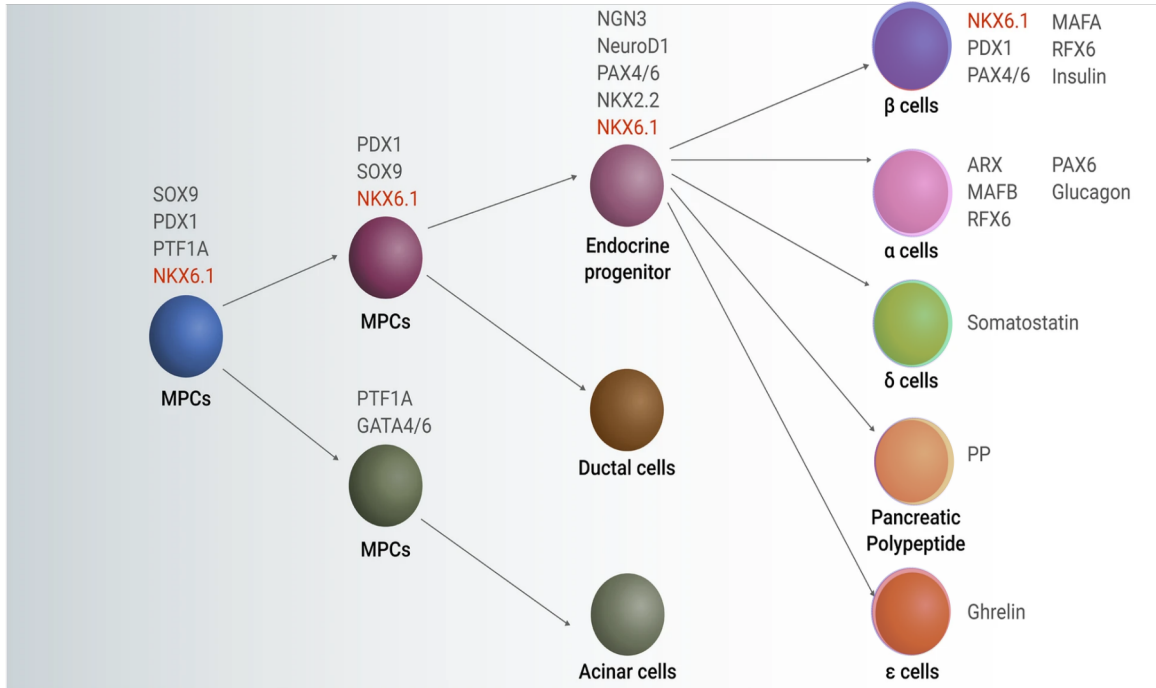 SOX9
PDX1
PTF1A
NKX6.1
MPCs
PDX1
SOX9
NKX6.1
MPCs
PTF1A
GATA4/6
MPCs
NGN3
NeuroD1
PAX4/6
NKX2.2
NKX6.1
Endocrine
progenitor
Ductal cells
Acinar cells
NKX6.1 MAFA
PDX1 RFX6
PAX4/6 Insulin
β cells
ARX PAX6
MAFB Glucagon
RFX6
α cells
Somatostatin
δ cells
PP
Pancreatic
Polypeptide
Ghrelin
ε cells